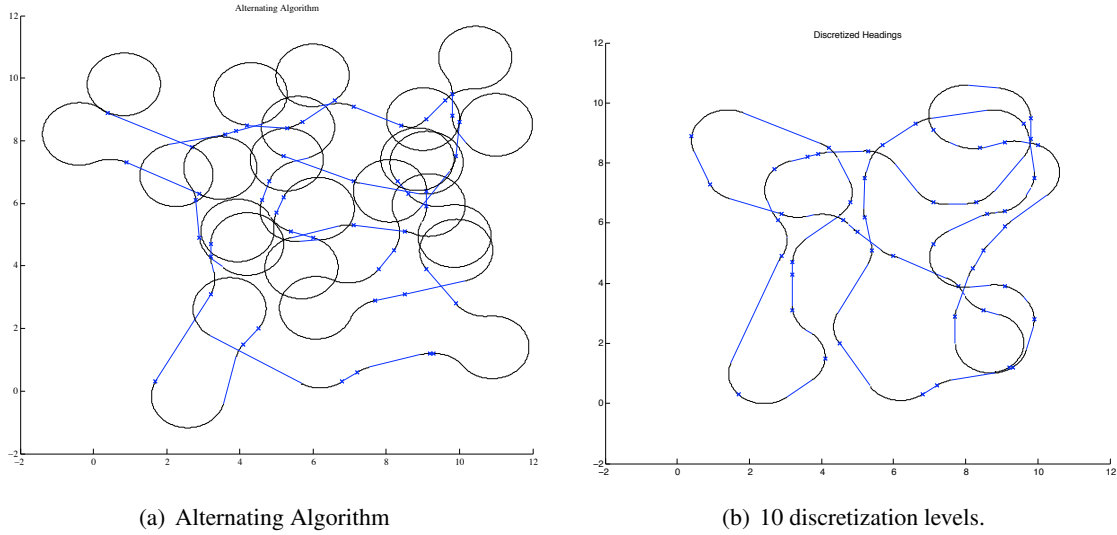 Alternating Algorithm
12
10
8
6
4
2
0
−2
−2 0 2 4 6 8 10 12
Discretized Headings
12
10
8
6
4
2
0
−2
−2 0 2 4 6 8 10 12
(a) Alternating Algorithm
(b) 10 discretization levels.